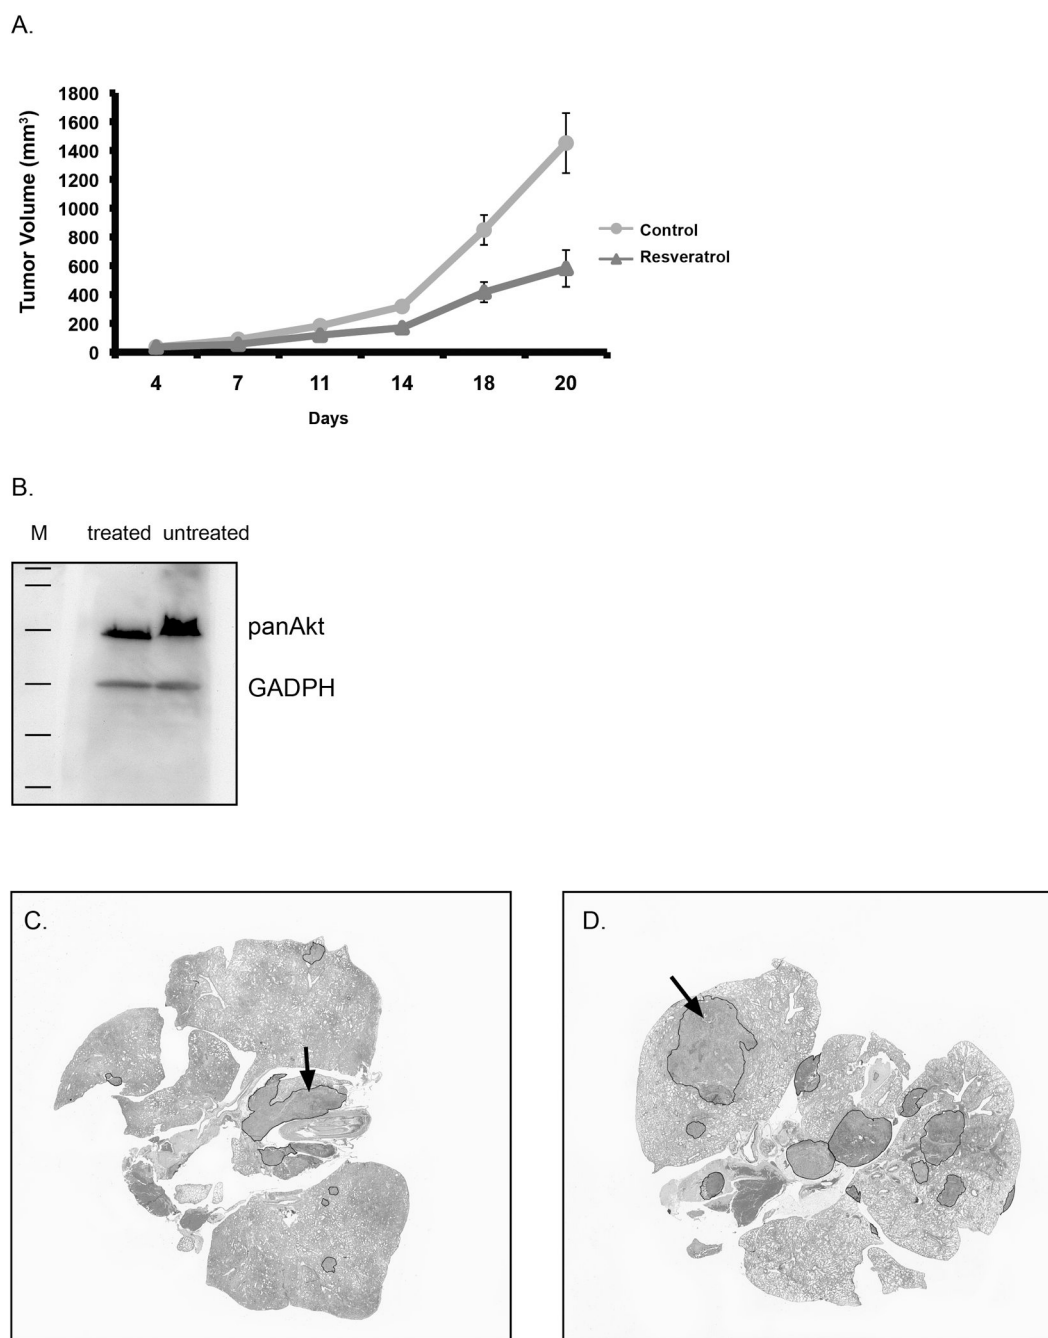 A.
Tumor Volume (mm³)
1800
1600
1400
1200
1000
800
600
400
200
0
4 7 11 14 18 20
Days
Control
Resveratrol
B.
M treated untreated
panAkt
GADPH
C.
D.